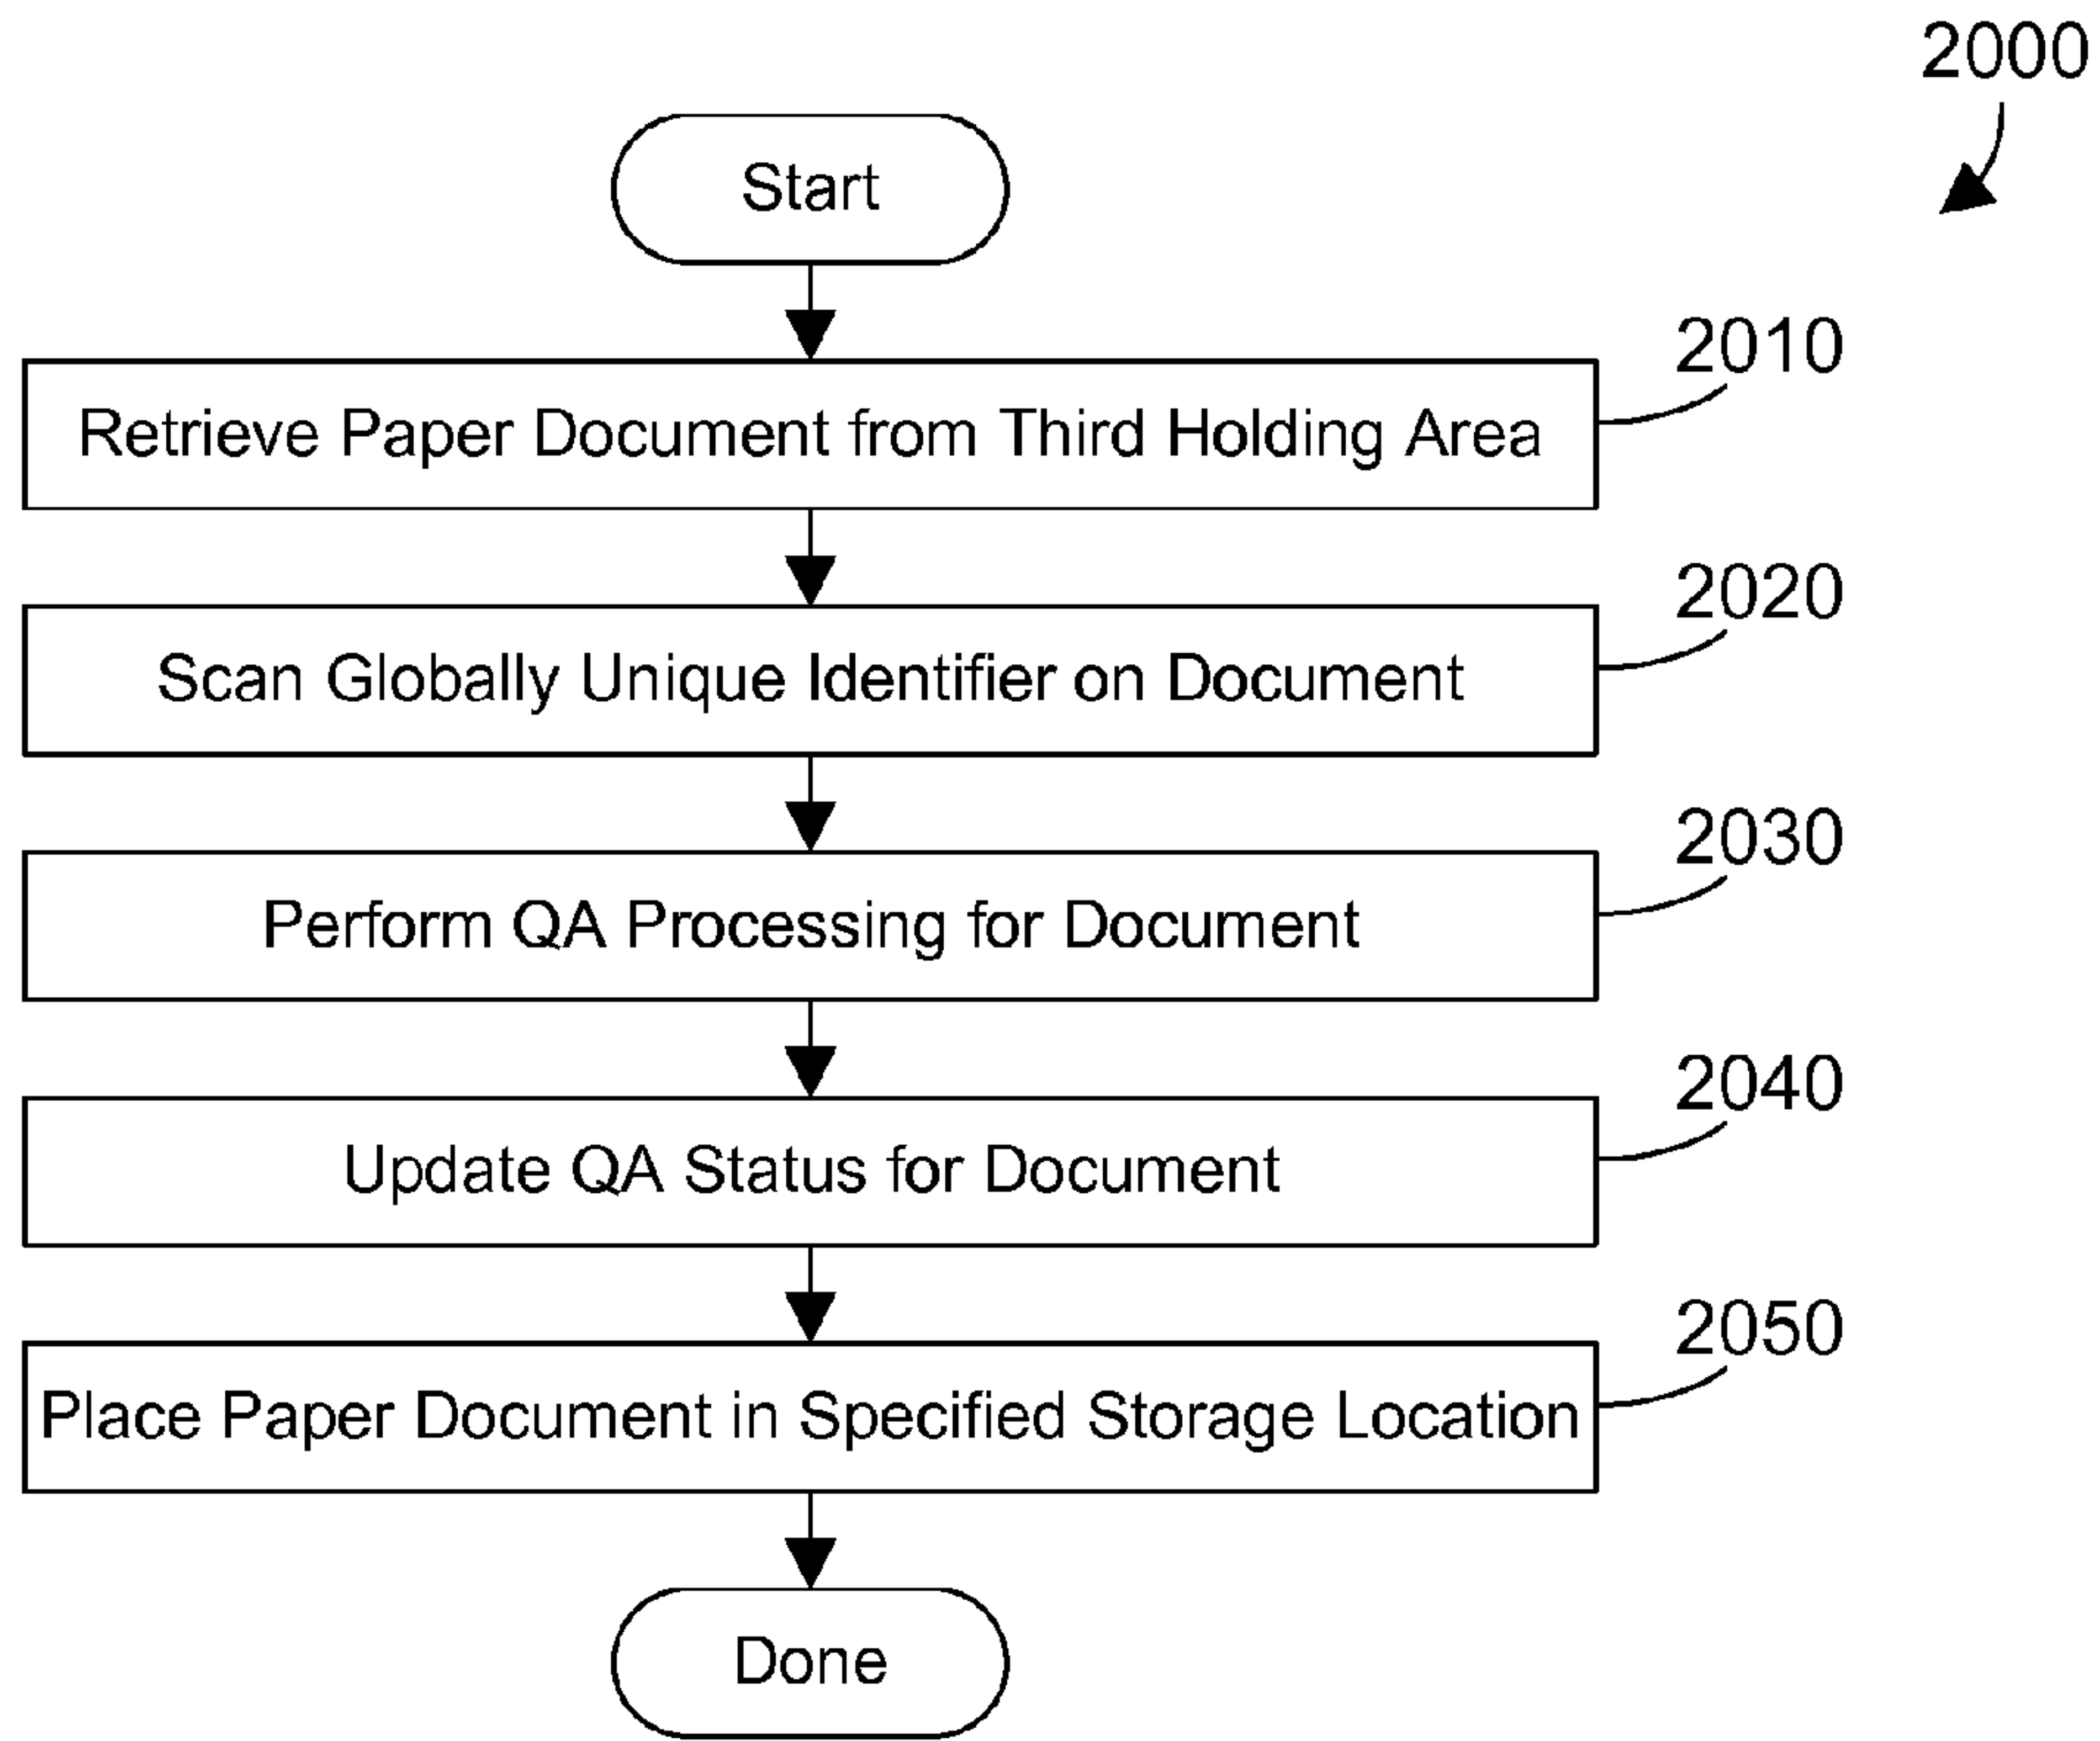 2000
Start
2010
Retrieve Paper Document from Third Holding Area
2020
Scan Globally Unique Identifier on Document
2030
Perform QA Processing for Document
2040
Update QA Status for Document
2050
Place Paper Document in Specified Storage Location
Done